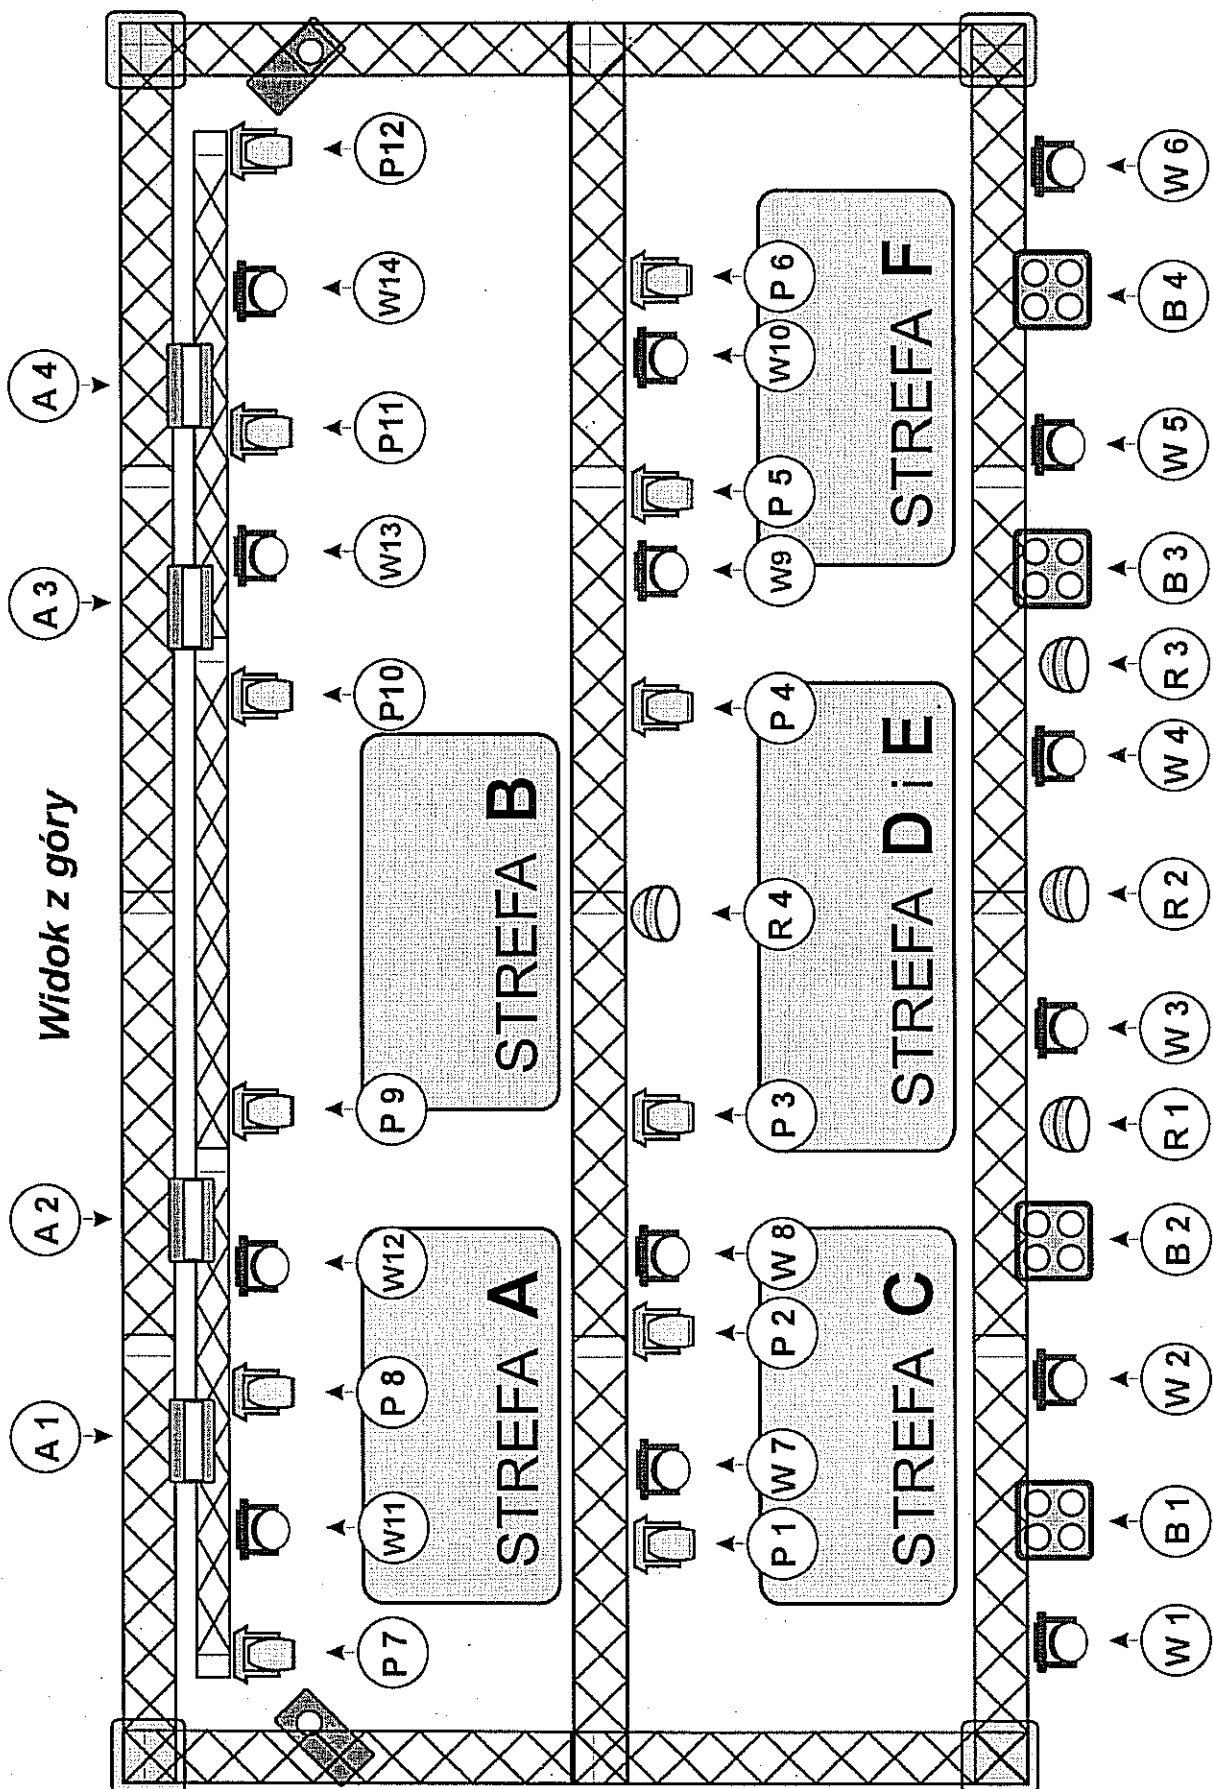 Widok z góry
A 1 A 2 A 3 A 4
P 7 W11 P 8 W12 P 9 P10 W13 P11 W14 P12
STREFA A STREFA B
P 1 W 7 P 2 W 8 P 3 R 4 P 4 W9 P 5 W10 P 6
STREFA C STREFA D i E STREFA F
W 1 B 1 W 2 B 2 R 1 W 3 R 2 W 4 R 3 B 3 W 5 B 4 W 6